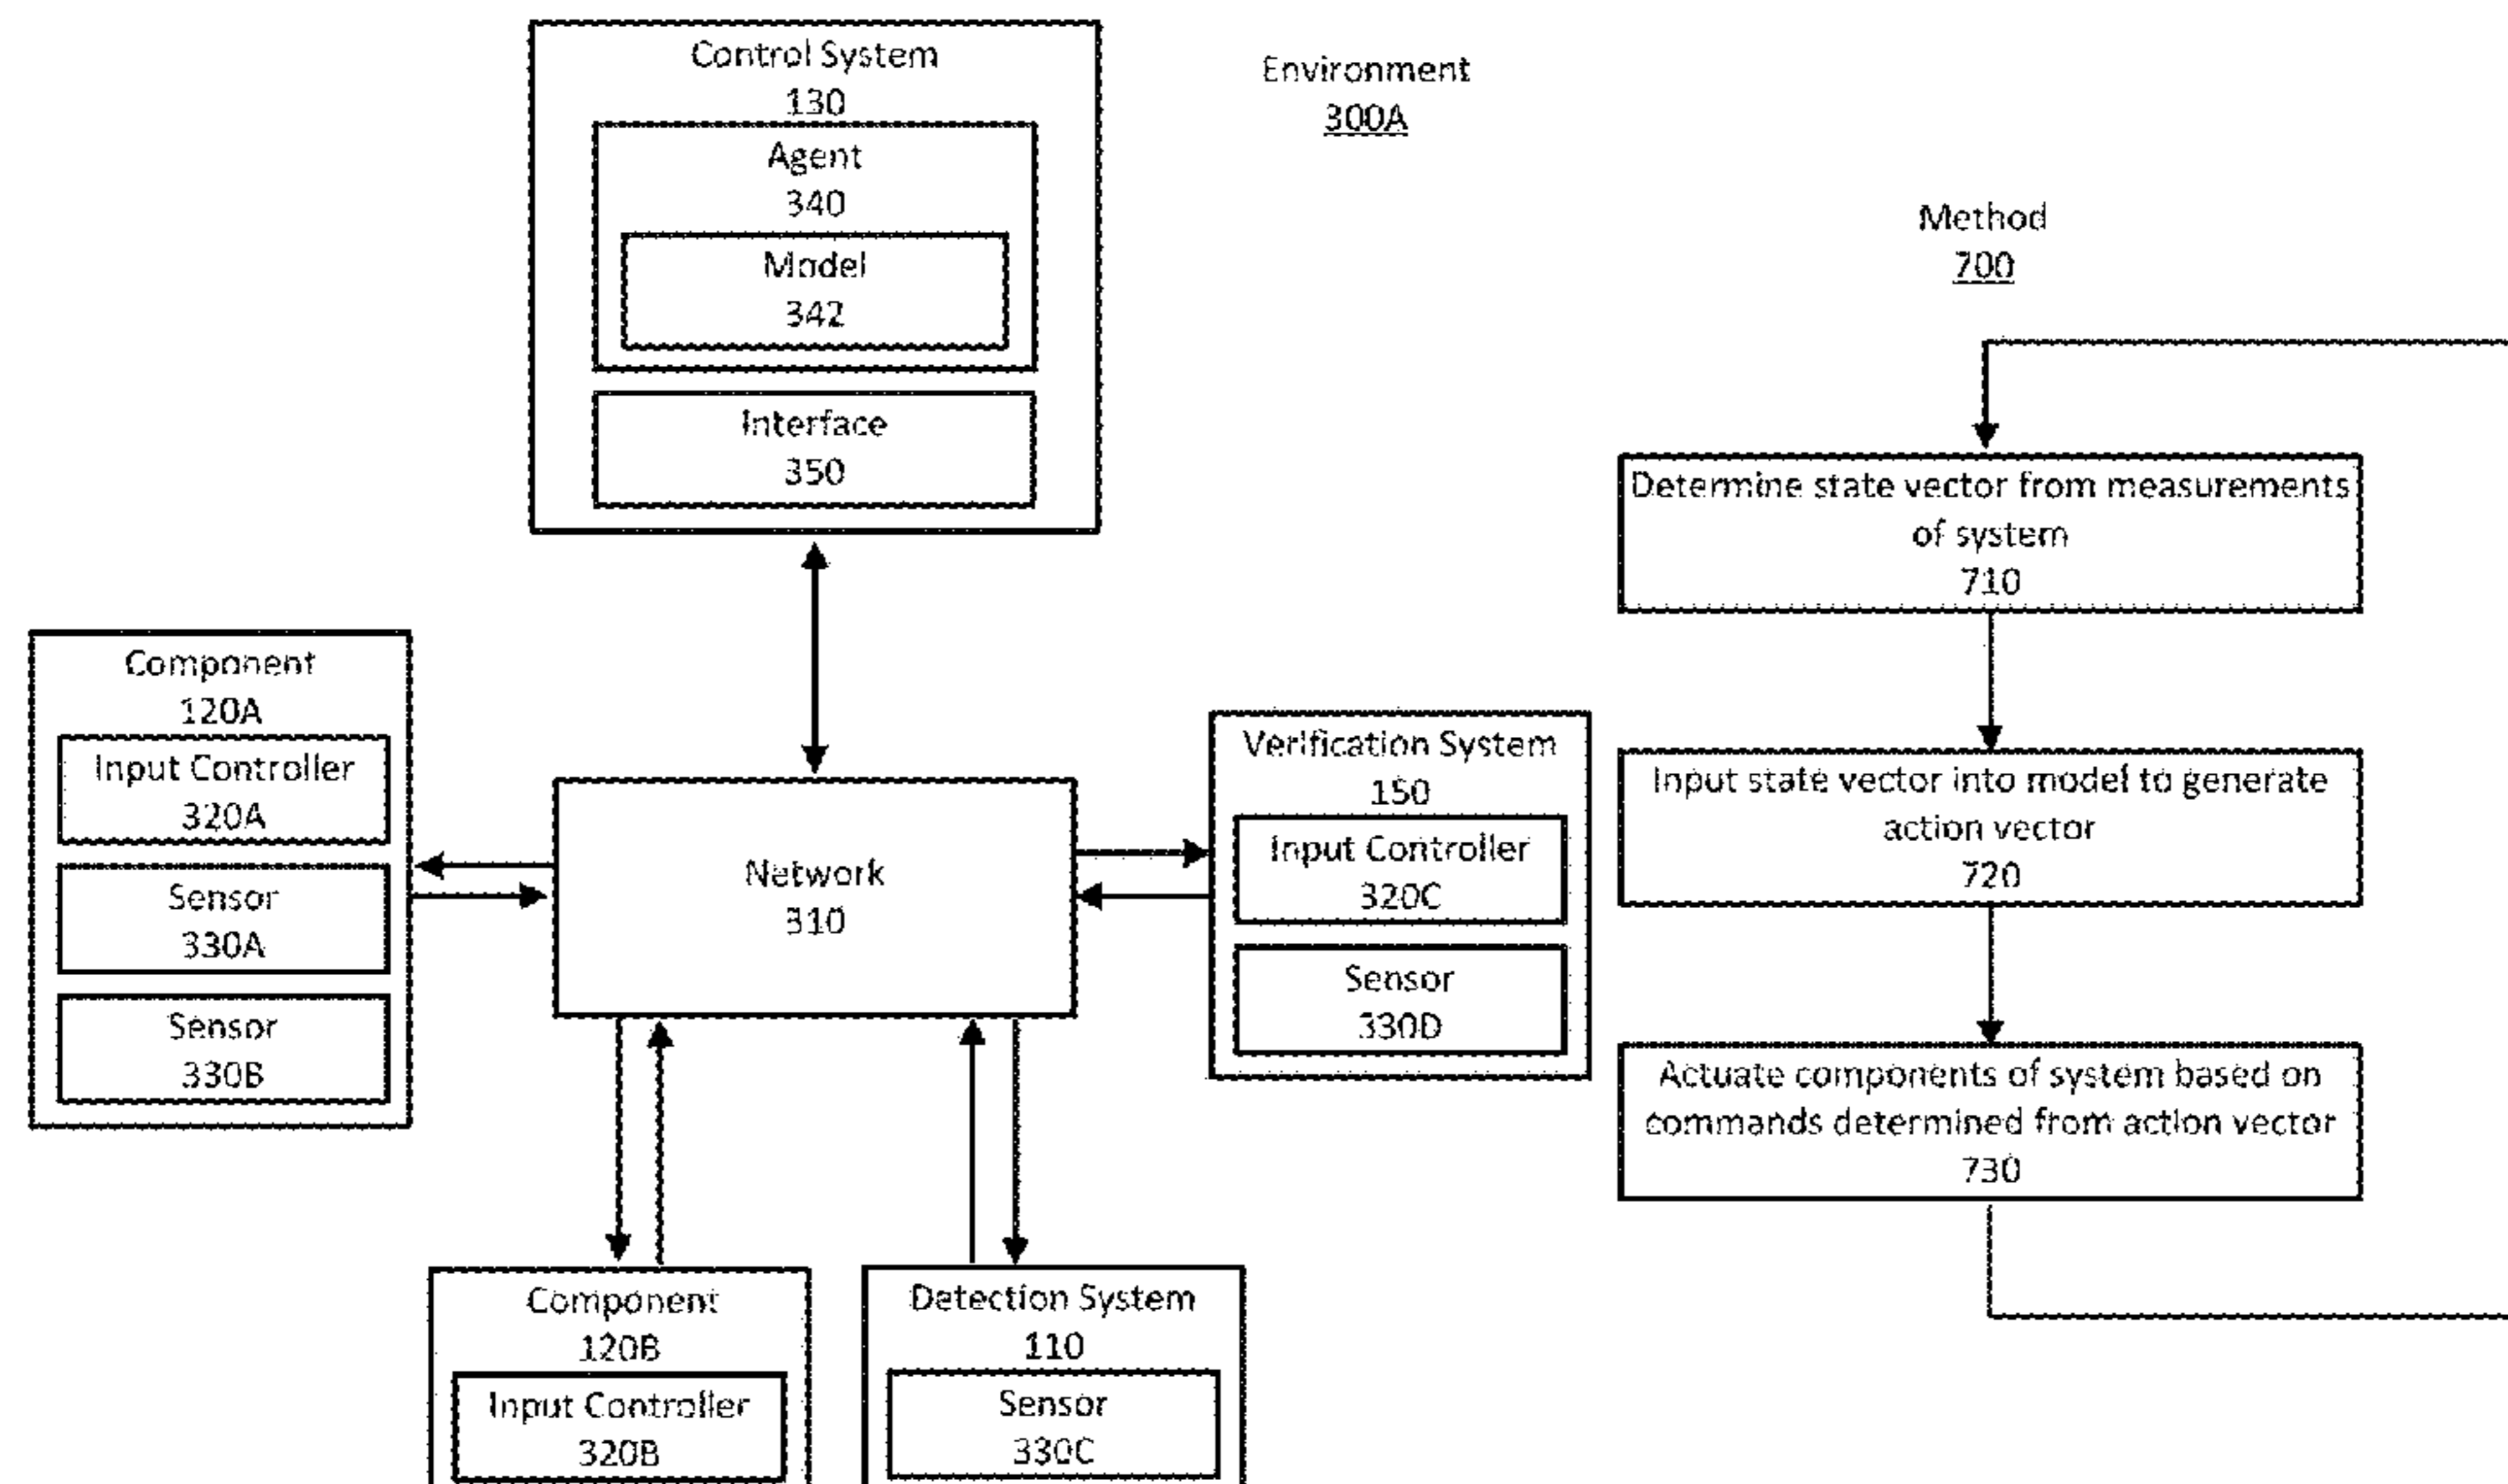 Control System
130
Agent
340
Model
342
Interface
350
Environment
300A
Component
120A
Input Controller
320A
Sensor
330A
Sensor
330B
Network
310
Verification System
150
Input Controller
320C
Sensor
330D
Component
120B
Input Controller
320B
Detection System
110
Sensor
330C
Method
700
Determine state vector from measurements
of system
710
Input state vector into model to generate
action vector
720
Actuate components of system based on
commands determined from action vector
730